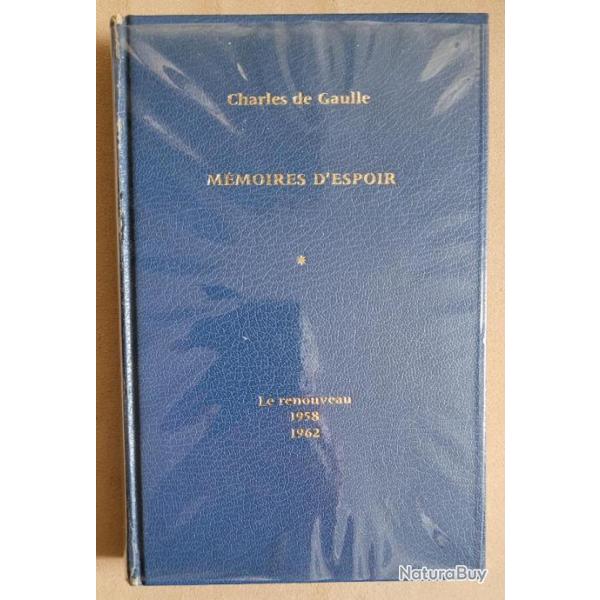 Charles de Gaulle
MÉMOIRES D'ESPOIR
*
Le renouveau
1958
1962
NaturaBuy